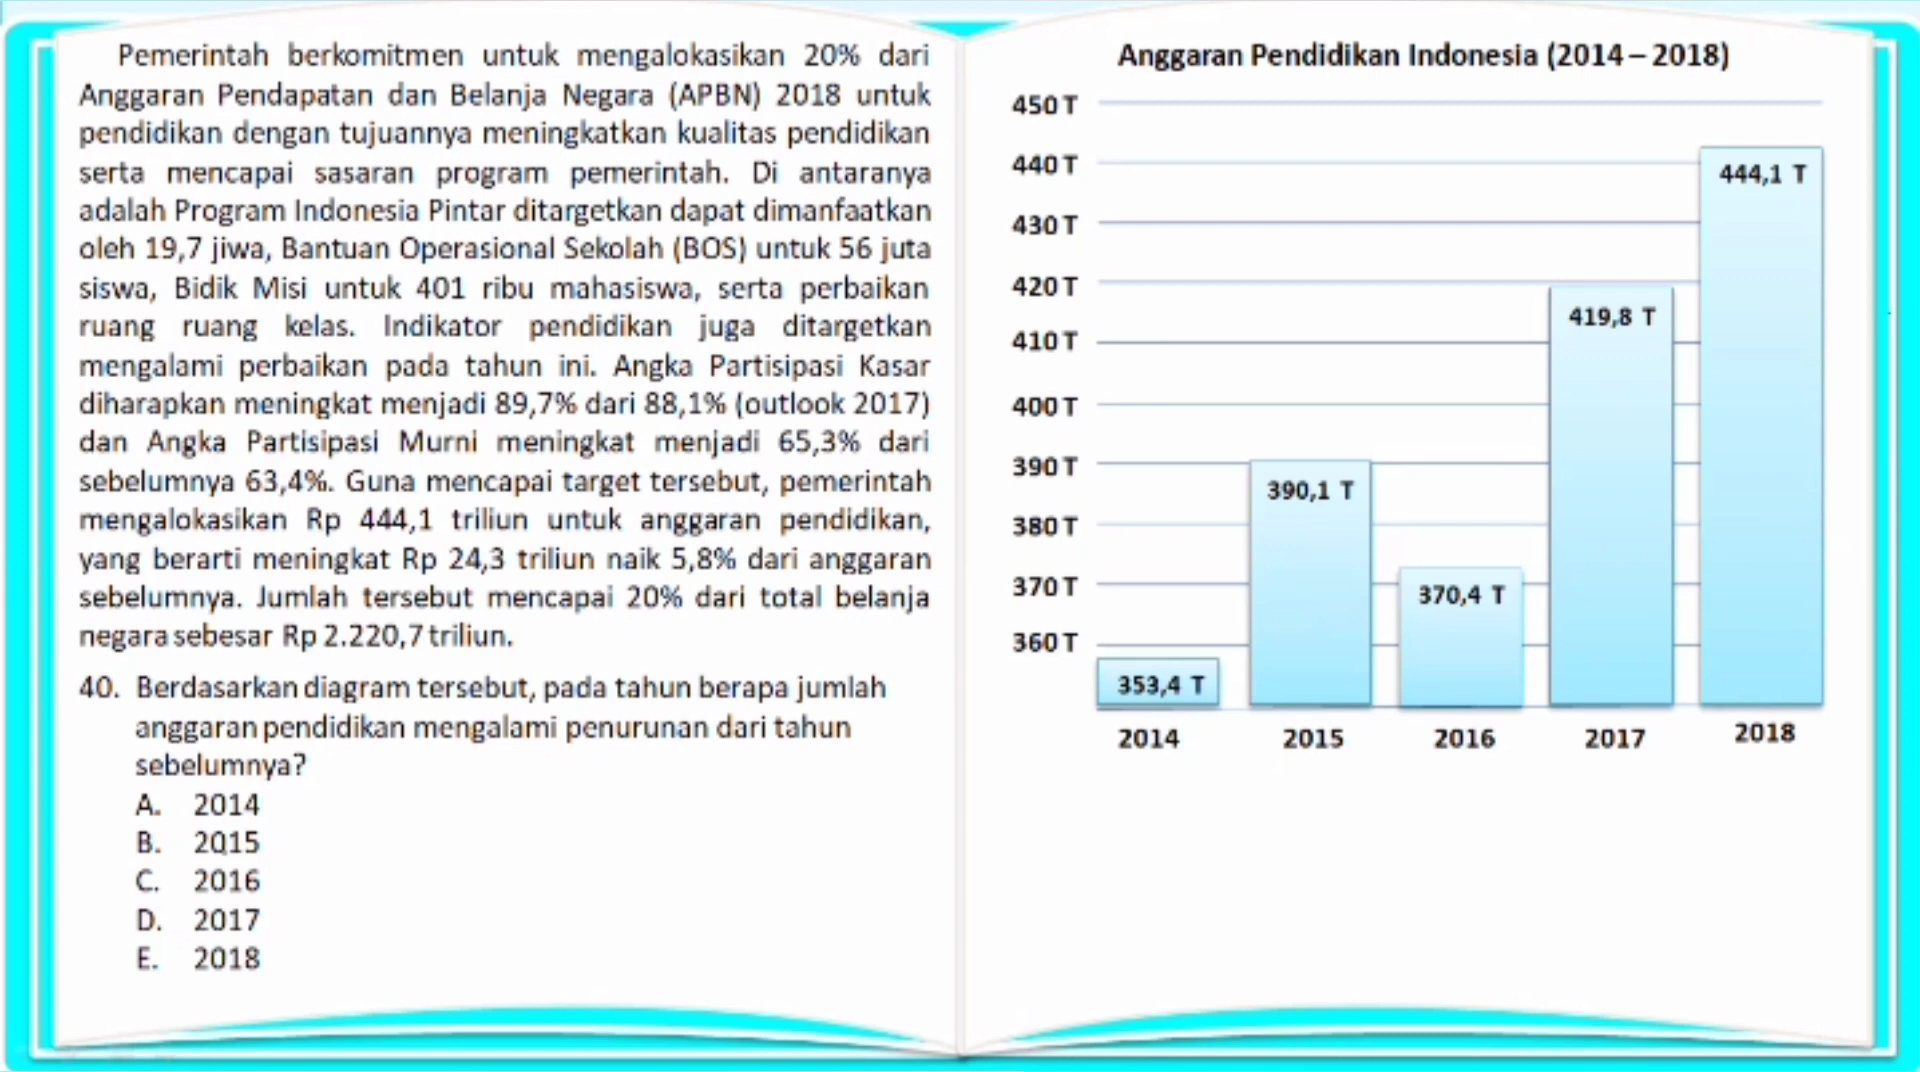 Pemerintah berkomitmen untuk mengalokasikan 20% dari
Anggaran Pendapatan dan Belanja Negara (APBN) 2018 untuk
pendidikan dengan tujuannya meningkatkan kualitas pendidikan
serta mencapai sasaran program pemerintah. Di antaranya
adalah Program Indonesia Pintar ditargetkan dapat dimanfaatkan
oleh 19,7 jiwa, Bantuan Operasional Sekolah (BOS) untuk 56 juta
siswa, Bidik Misi untuk 401 ribu mahasiswa, serta perbaikan
ruang ruang kelas. Indikator pendidikan juga ditargetkan
mengalami perbaikan pada tahun ini. Angka Partisipasi Kasar
diharapkan meningkat menjadi 89,7% dari 88,1% (outlook 2017)
dan Angka Partisipasi Murni meningkat menjadi 65,3% dari
sebelumnya 63,4%. Guna mencapai target tersebut, pemerintah
mengalokasikan Rp 444,1 triliun untuk anggaran pendidikan,
yang berarti meningkat Rp 24,3 triliun naik 5,8% dari anggaran
sebelumnya. Jumlah tersebut mencapai 20% dari total belanja
negara sebesar Rp 2.220,7 triliun.
40. Berdasarkan diagram tersebut, pada tahun berapa jumlah
anggaran pendidikan mengalami penurunan dari tahun
sebelumnya?
A. 2014
B. 2015
C. 2016
D. 2017
E. 2018
Anggaran Pendidikan Indonesia (2014 – 2018)
450 T
440 T
430 T
420 T
410 T
400 T
390 T
380 T
370 T
360 T
353,4 T
390,1 T
370,4 T
419,8 T
444,1 T
2014
2015
2016
2017
2018